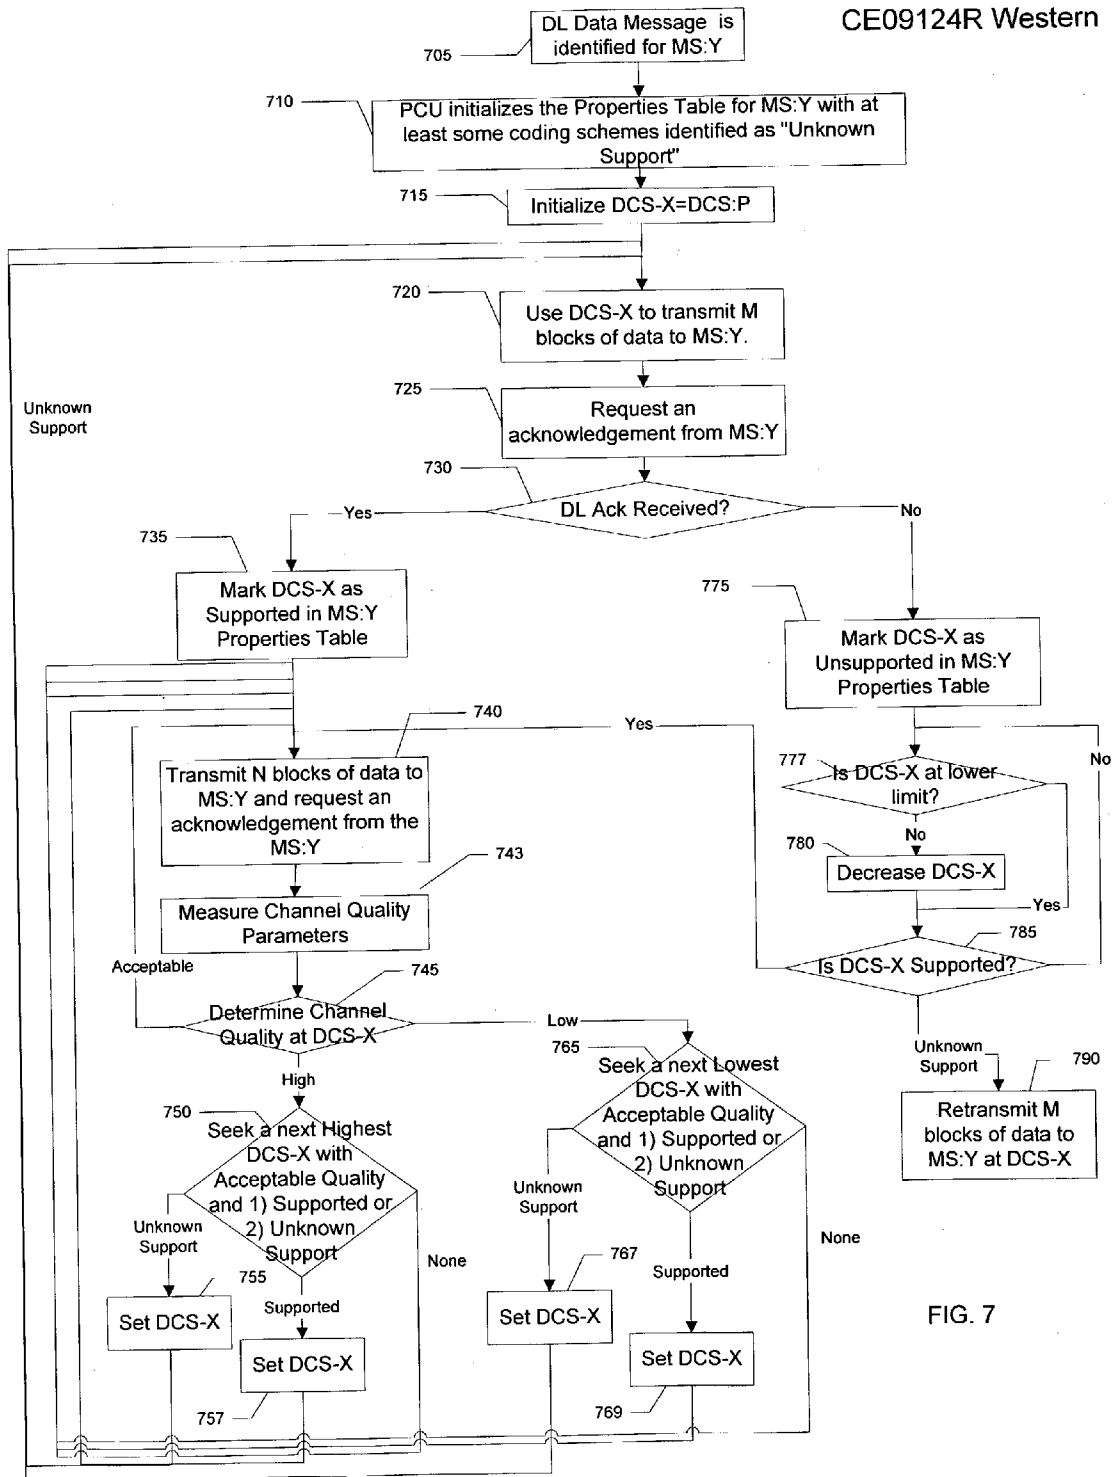 CE09124R Western
DL Data Message is
identified for MS:Y
705
710
PCU initializes the Properties Table for MS:Y with at
least some coding schemes identified as "Unknown
Support"
715
Initialize DCS-X=DCS:P
720
Use DCS-X to transmit M
blocks of data to MS:Y.
725
Request an
acknowledgement from MS:Y
Unknown
Support
730
DL Ack Received?
Yes
No
735
Mark DCS-X as
Supported in MS:Y
Properties Table
775
Mark DCS-X as
Unsupported in MS:Y
Properties Table
740
Transmit N blocks of data to
MS:Y and request an
acknowledgement from the
MS:Y
Yes
777
Is DCS-X at lower
limit?
No
No
780
Decrease DCS-X
Yes
743
Measure Channel Quality
Parameters
785
Is DCS-X Supported?
Acceptable
745
Determine Channel
Quality at DCS-X
Low
High
Unknown
Support
790
Retransmit M
blocks of data to
MS:Y at DCS-X
750
Seek a next Highest
DCS-X with
Acceptable Quality
and 1) Supported or
2) Unknown
Support
765
Seek a next Lowest
DCS-X with
Acceptable Quality
and 1) Supported or
2) Unknown
Support
Unknown
Support
None
Unknown
Support
None
755
Set DCS-X
Supported
Set DCS-X
757
767
Set DCS-X
Supported
Set DCS-X
769
FIG. 7